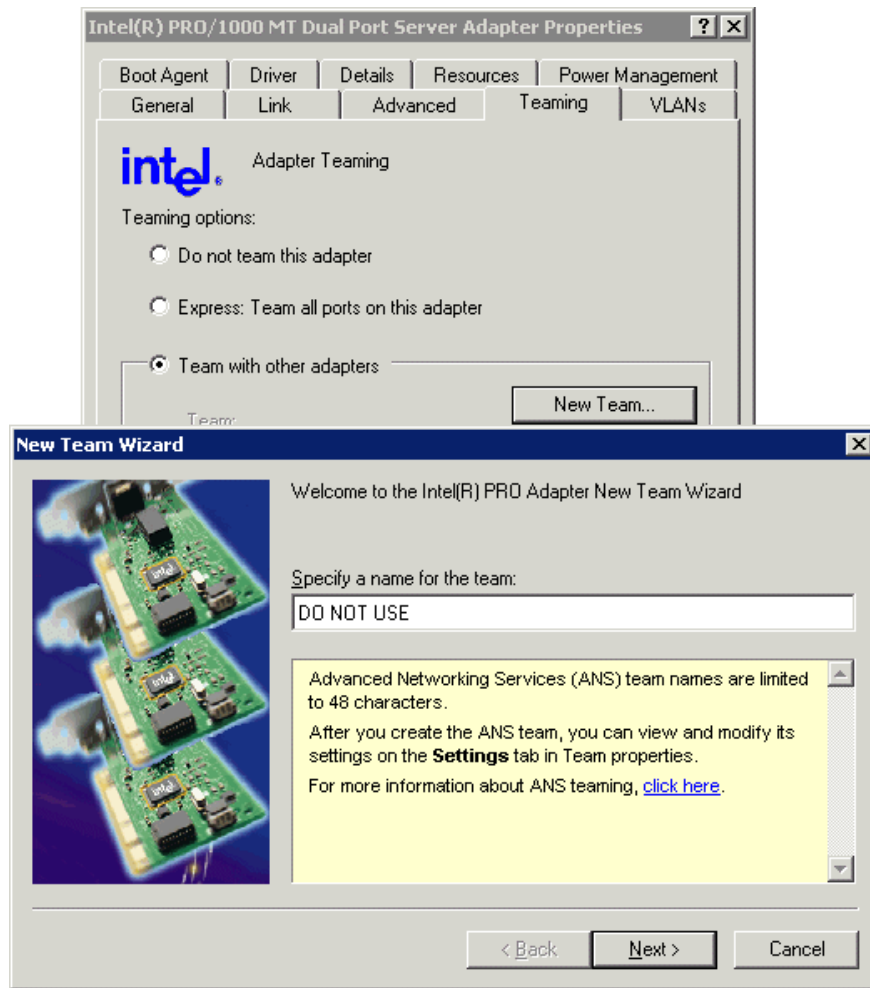 Intel(R) PRO/1000 MT Dual Port Server Adapter Properties
Boot Agent Driver Details Resources Power Management
General Link Advanced Teaming VLANs
intel. Adapter Teaming
Teaming options:
Do not team this adapter
Express: Team all ports on this adapter
Team with other adapters
New Team...
Team:
New Team Wizard
Welcome to the Intel(R) PRO Adapter New Team Wizard
Specify a name for the team:
DO NOT USE
Advanced Networking Services (ANS) team names are limited
to 48 characters.
After you create the ANS team, you can view and modify its
settings on the Settings tab in Team properties.
For more information about ANS teaming, click here.
intel
intel
intel
< Back Next > Cancel